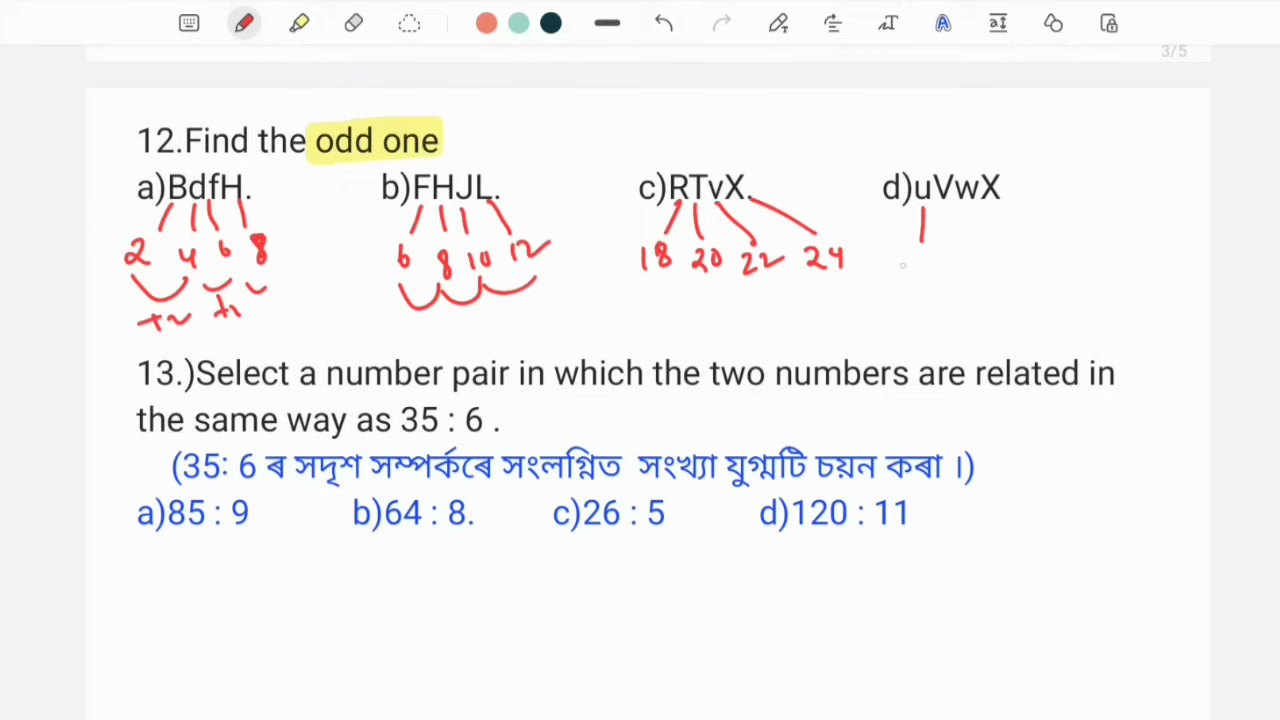 3/5
12.Find the odd one
a)BdfH. b)FHJL. c)RTvX. d)uVwX
2 4 6 8 6 8 10 12 18 20 22 24
+2 +2
13.)Select a number pair in which the two numbers are related in
the same way as 35 : 6 .
(35: 6 ৰ সদৃশ সম্পৰ্কৰে সংলগ্নিত সংখ্যা যুগ্মটি চয়ন কৰা ।)
a)85 : 9 b)64 : 8. c)26 : 5 d)120 : 11